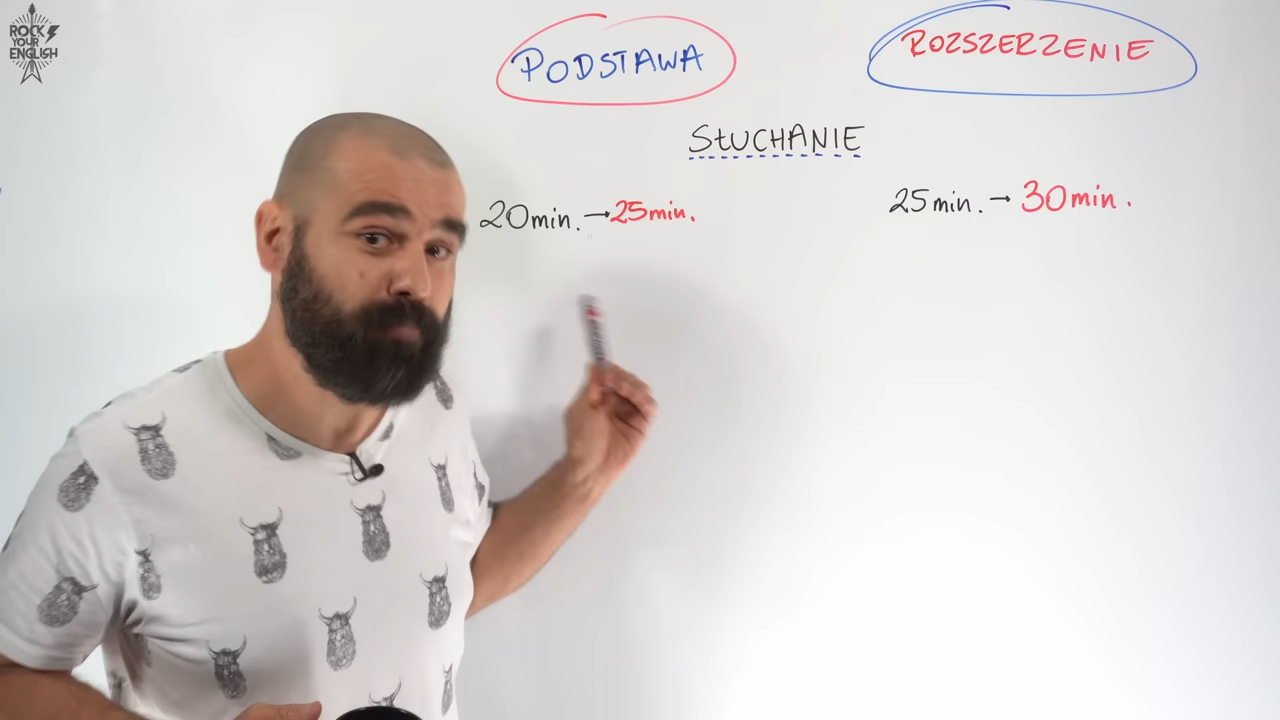 ROCK
YOUR
ENGLISH
PODSTAWA
ROZSZERZENIE
SŁUCHANIE
20min. → 25min.
25min. → 30min.